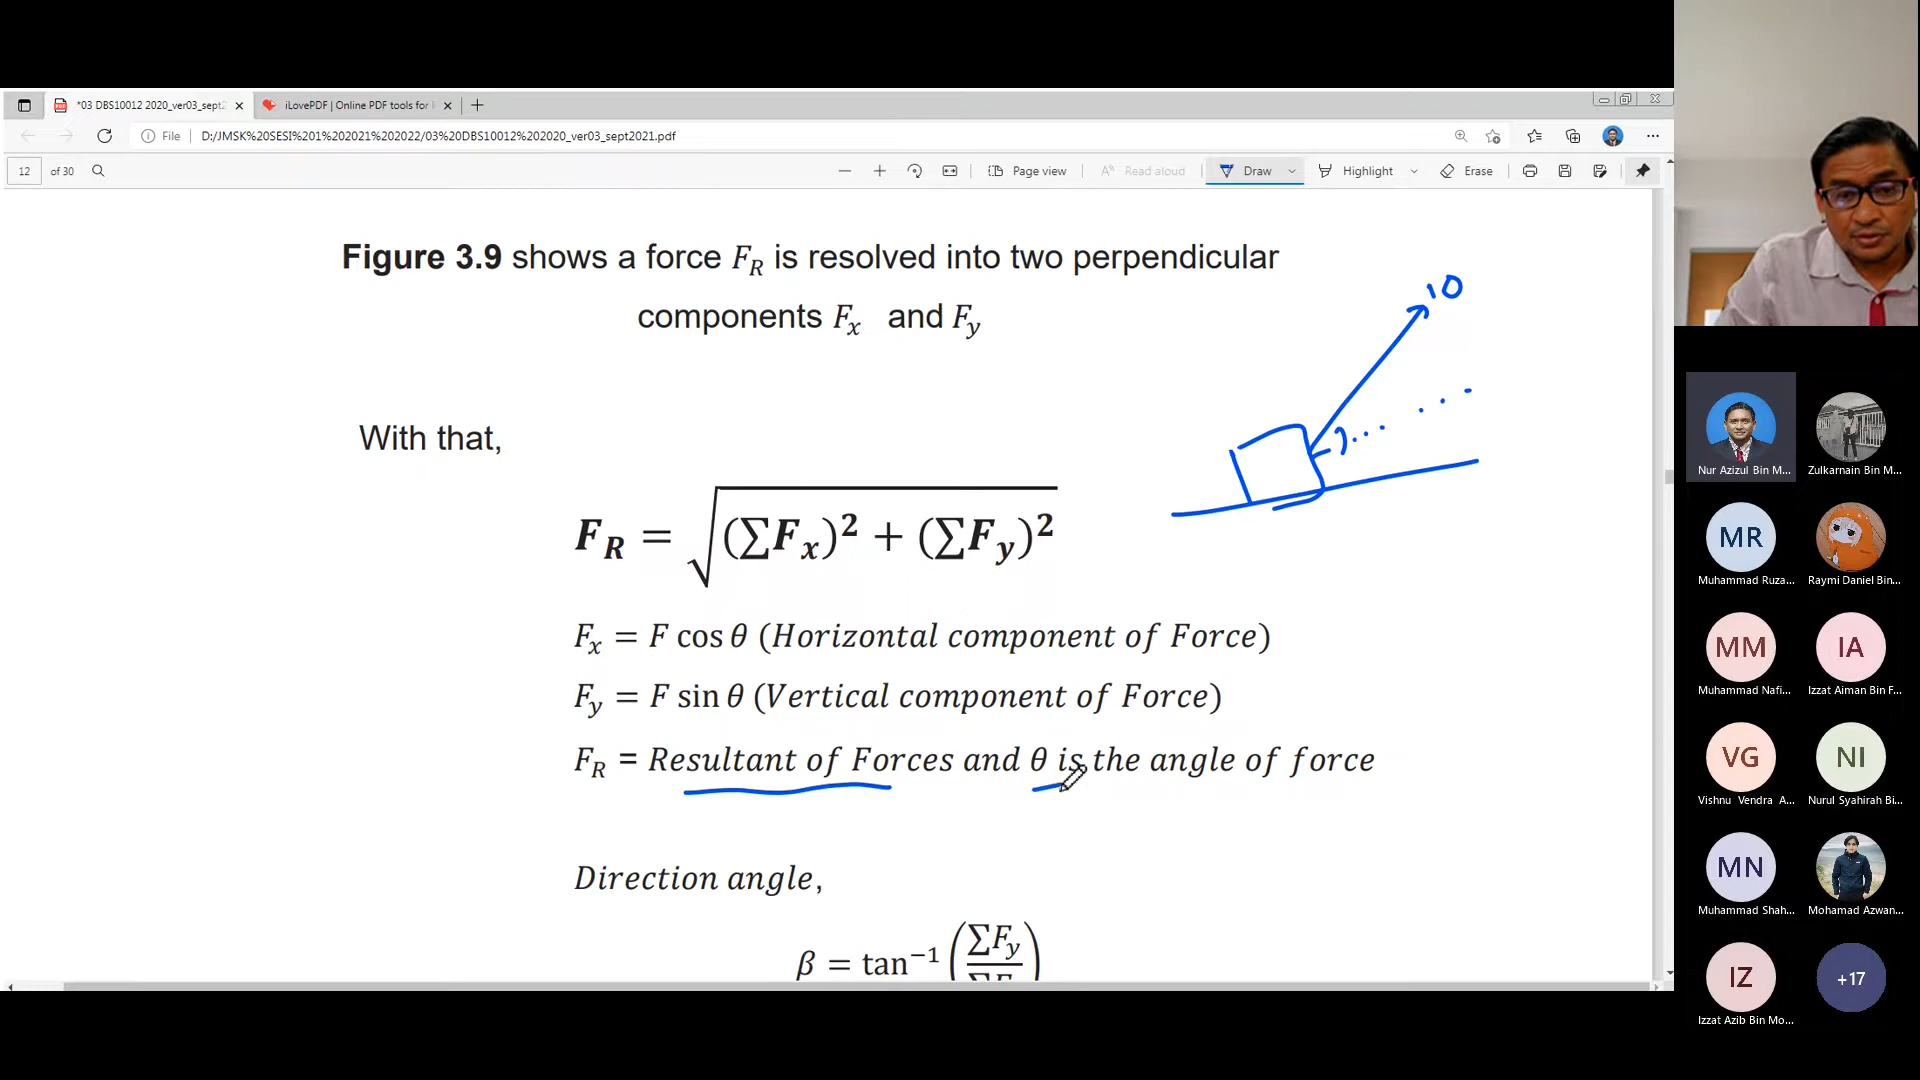 *03 DBS10012 2020_ver03_sept2
iLovePDF | Online PDF tools for
File
D:/JMSK%20SESI%201%202021%202022/03%20DBS10012%202020_ver03_sept2021.pdf
12 of 30
Page view
Read aloud
Draw
Highlight
Erase
Figure 3.9 shows a force F_R is resolved into two perpendicular
components F_x and F_y
10
With that,
F_R = √(∑F_x)² + (∑F_y)²
F_x = F cos θ (Horizontal component of Force)
F_y = F sin θ (Vertical component of Force)
F_R = Resultant of Forces and θ is the angle of force
Direction angle,
β = tan⁻¹ (∑F_y
Nur Azizul Bin M...
Zulkarnain Bin M...
MR
Muhammad Ruza...
Raymi Daniel Bin...
MM
Muhammad Nafi...
IA
Izzat Aiman Bin F...
VG
Vishnu Vendra A...
NI
Nurul Syahirah Bi...
MN
Muhammad Shah...
Mohamad Azwan...
IZ
Izzat Azib Bin Mo...
+17